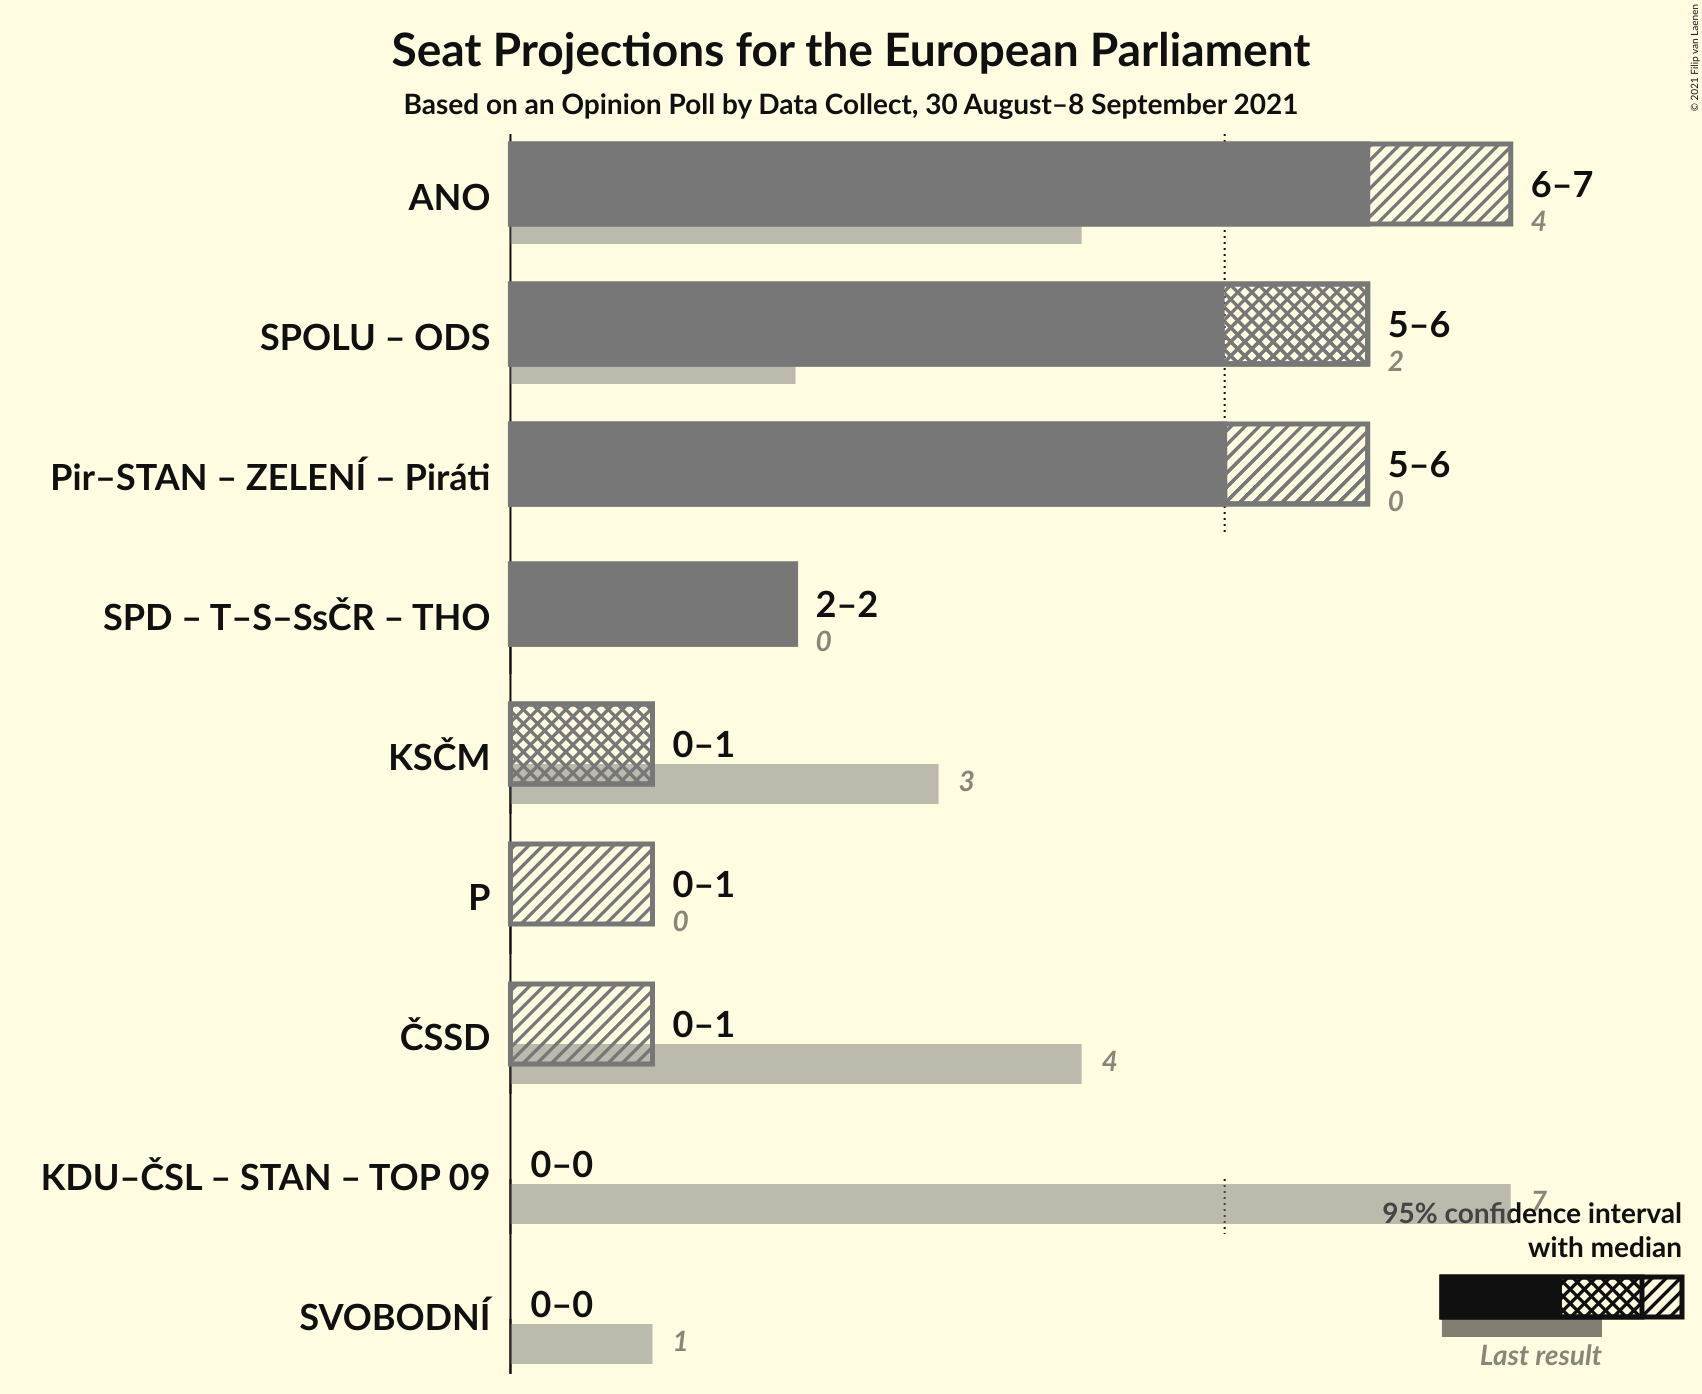 Seat Projections for the European Parliament
Based on an Opinion Poll by Data Collect, 30 August–8 September 2021
© 2021 Filip van Laenen
ANO
6–7
4
SPOLU – ODS
5–6
2
Pir–STAN – ZELENÍ – Piráti
5–6
0
SPD – T–S–SsČR – THO
2–2
0
KSČM
0–1
3
P
0–1
0
ČSSD
0–1
4
KDU–ČSL – STAN – TOP 09
0–0
7
95% confidence interval
with median
SVOBODNÍ
0–0
1
Last result